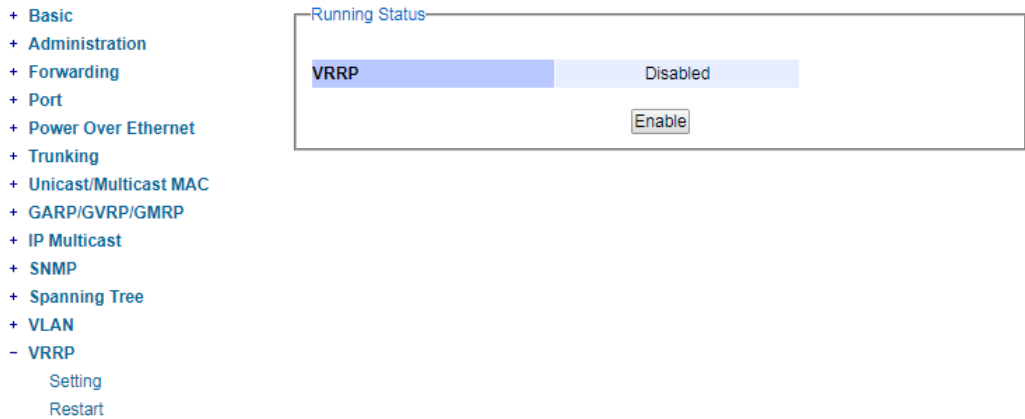 + Basic
+ Administration
+ Forwarding
+ Port
+ Power Over Ethernet
+ Trunking
+ Unicast/Multicast MAC
+ GARP/GVRP/GMRP
+ IP Multicast
+ SNMP
+ Spanning Tree
+ VLAN
- VRRP
Setting
Restart
Running Status
VRRP Disabled
Enable